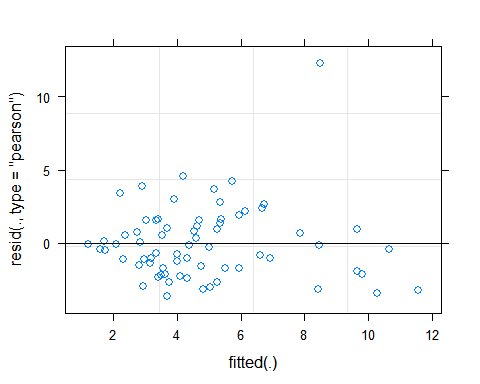 resid(., type = "pearson")
10
5
0
2 4 6 8 10 12
fitted(.)